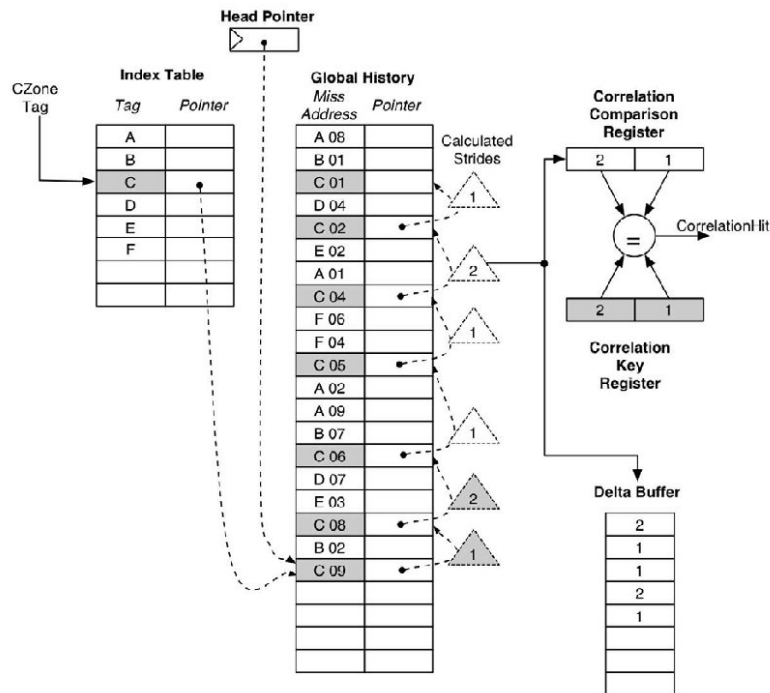 Head Pointer
Index Table
Global History
CZone
Tag
Tag
Pointer
Miss
Address
Pointer
A
B
C
D
E
F
A 08
B 01
C 01
D 04
C 02
E 02
A 01
C 04
F 06
F 04
C 05
A 02
A 09
B 07
C 06
D 07
E 03
C 08
B 02
C 09
Calculated
Strides
1
2
1
1
2
1
Correlation
Comparison
Register
2 1
=
CorrelationHit
2 1
Correlation
Key
Register
Delta Buffer
2
1
1
2
1